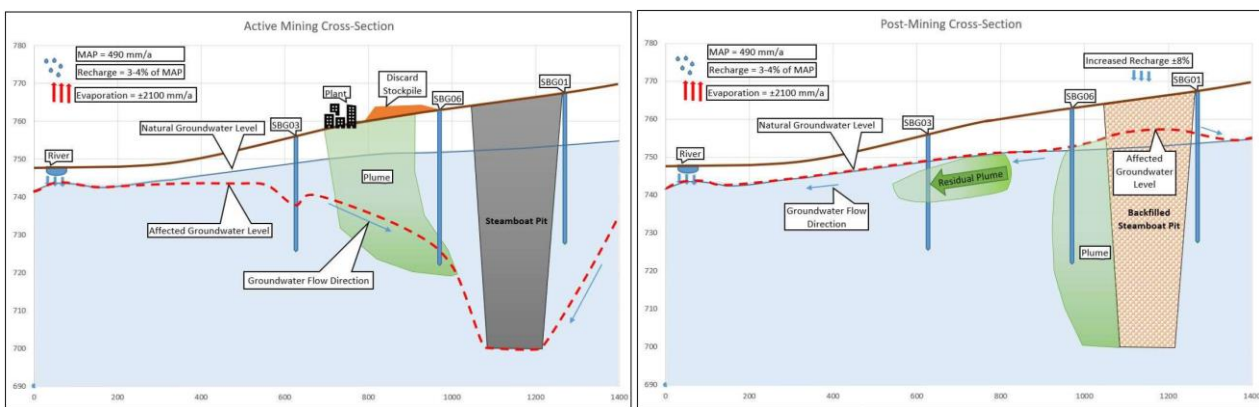 Active Mining Cross-Section
780
770
760
750
740
730
720
710
700
690
0
200
400
600
800
1000
1200
1400
MAP = 490 mm/a
Recharge = 3-4% of MAP
Evaporation = ±2100 mm/a
Natural Groundwater Level
River
Affected Groundwater Level
SBG03
Plant
Discard
Stockpile
SBG06
SBG01
Plume
Steamboat Pit
Groundwater Flow Direction
Post-Mining Cross-Section
780
770
760
750
740
730
720
710
700
690
0
200
400
600
800
1000
1200
1400
MAP = 490 mm/a
Recharge = 3-4% of MAP
Evaporation = ±2100 mm/a
Increased Recharge ±8%
SBG01
SBG06
SBG03
Natural Groundwater Level
River
Residual Plume
Groundwater Flow
Direction
Affected
Groundwater
Level
Backfilled
Steamboat Pit
Plume